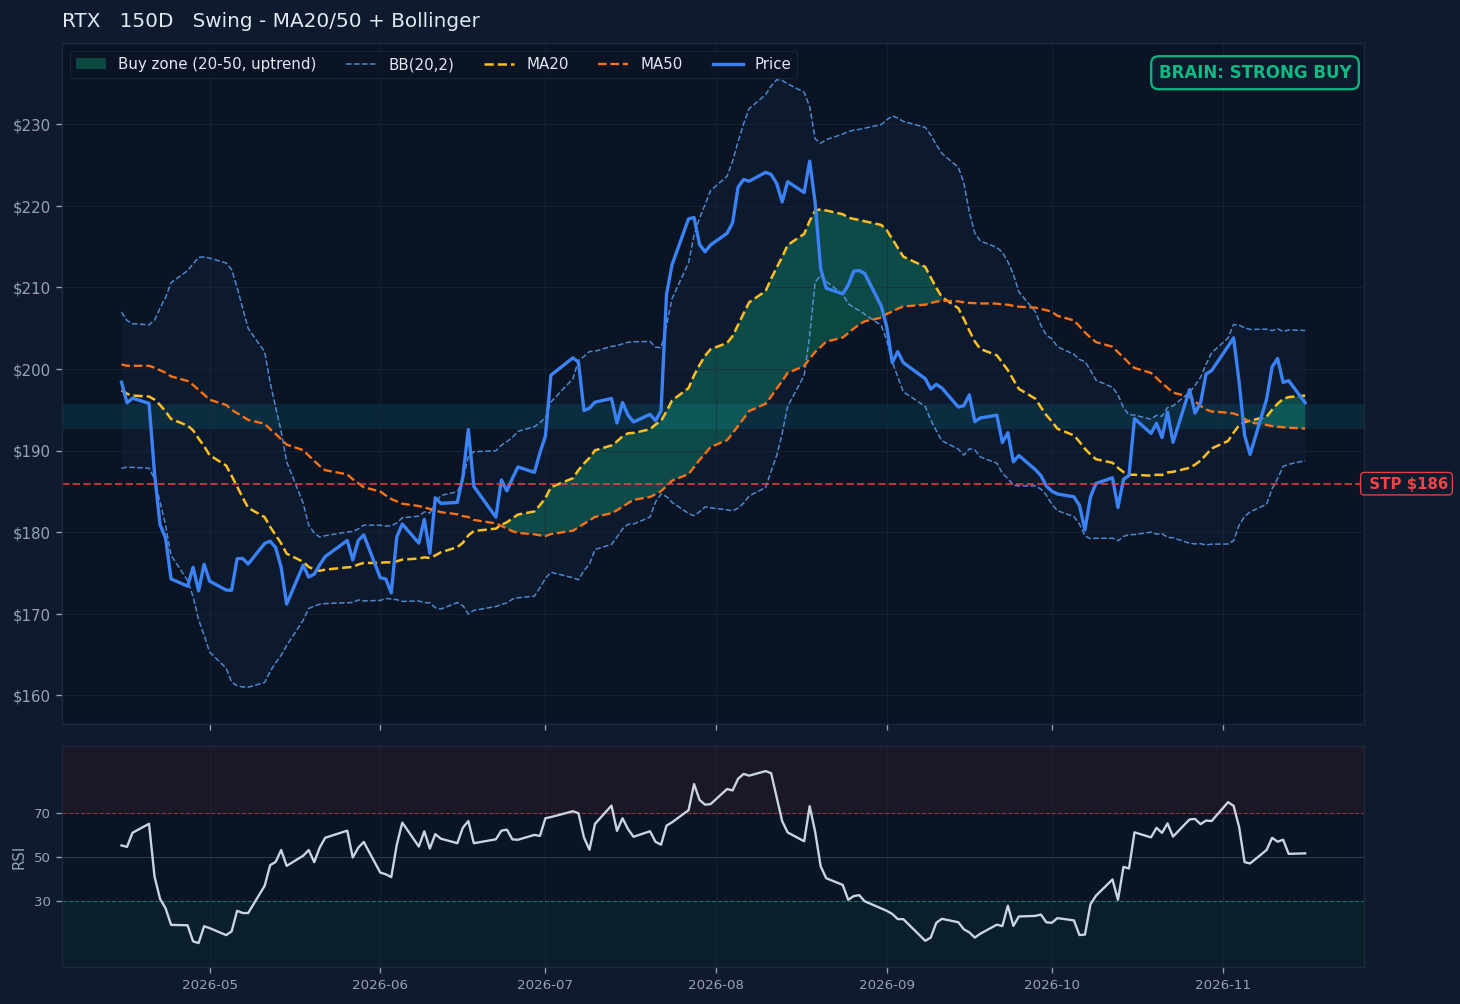 RTX   150D   Swing - MA20/50 + Bollinger
Buy zone (20-50, uptrend)   BB(20,2)   MA20   MA50   Price
BRAIN: STRONG BUY
$230
$220
$210
$200
$190
$180
$170
$160
STP $186
RSI
70
50
30
2026-05   2026-06   2026-07   2026-08   2026-09   2026-10   2026-11